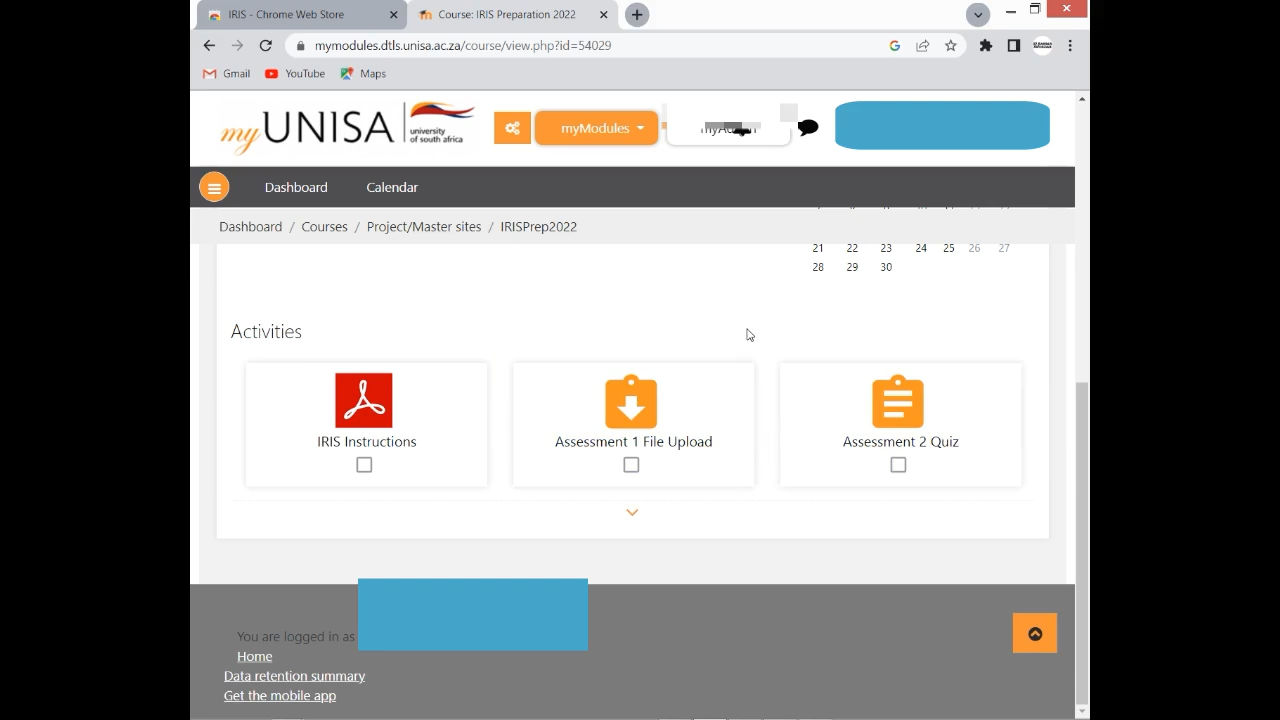 IRIS - Chrome Web Store
Course: IRIS Preparation 2022
mymodules.dtls.unisa.ac.za/course/view.php?id=54029
Gmail YouTube Maps
my UNISA university
of south africa
myModules
Dashboard Calendar
Dashboard / Courses / Project/Master sites / IRISPrep2022
21 22 23 24 25 26 27
28 29 30
Activities
IRIS Instructions Assessment 1 File Upload Assessment 2 Quiz
You are logged in as
Home
Data retention summary
Get the mobile app